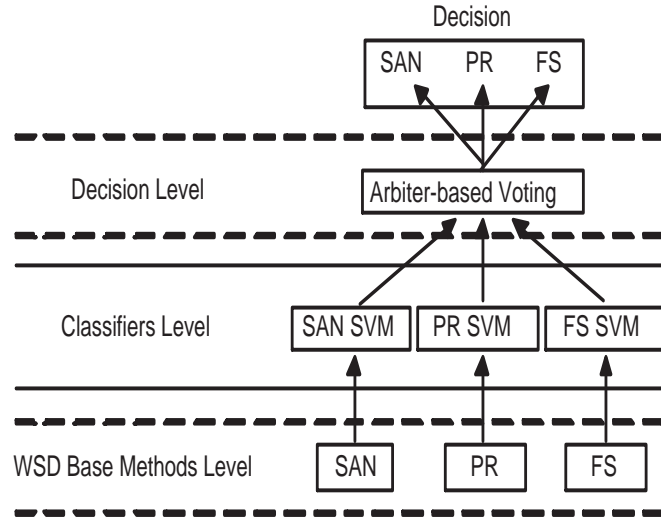 Decision
SAN PR FS
Decision Level
Arbiter-based Voting
Classifiers Level
SAN SVM
PR SVM
FS SVM
WSD Base Methods Level
SAN
PR
FS